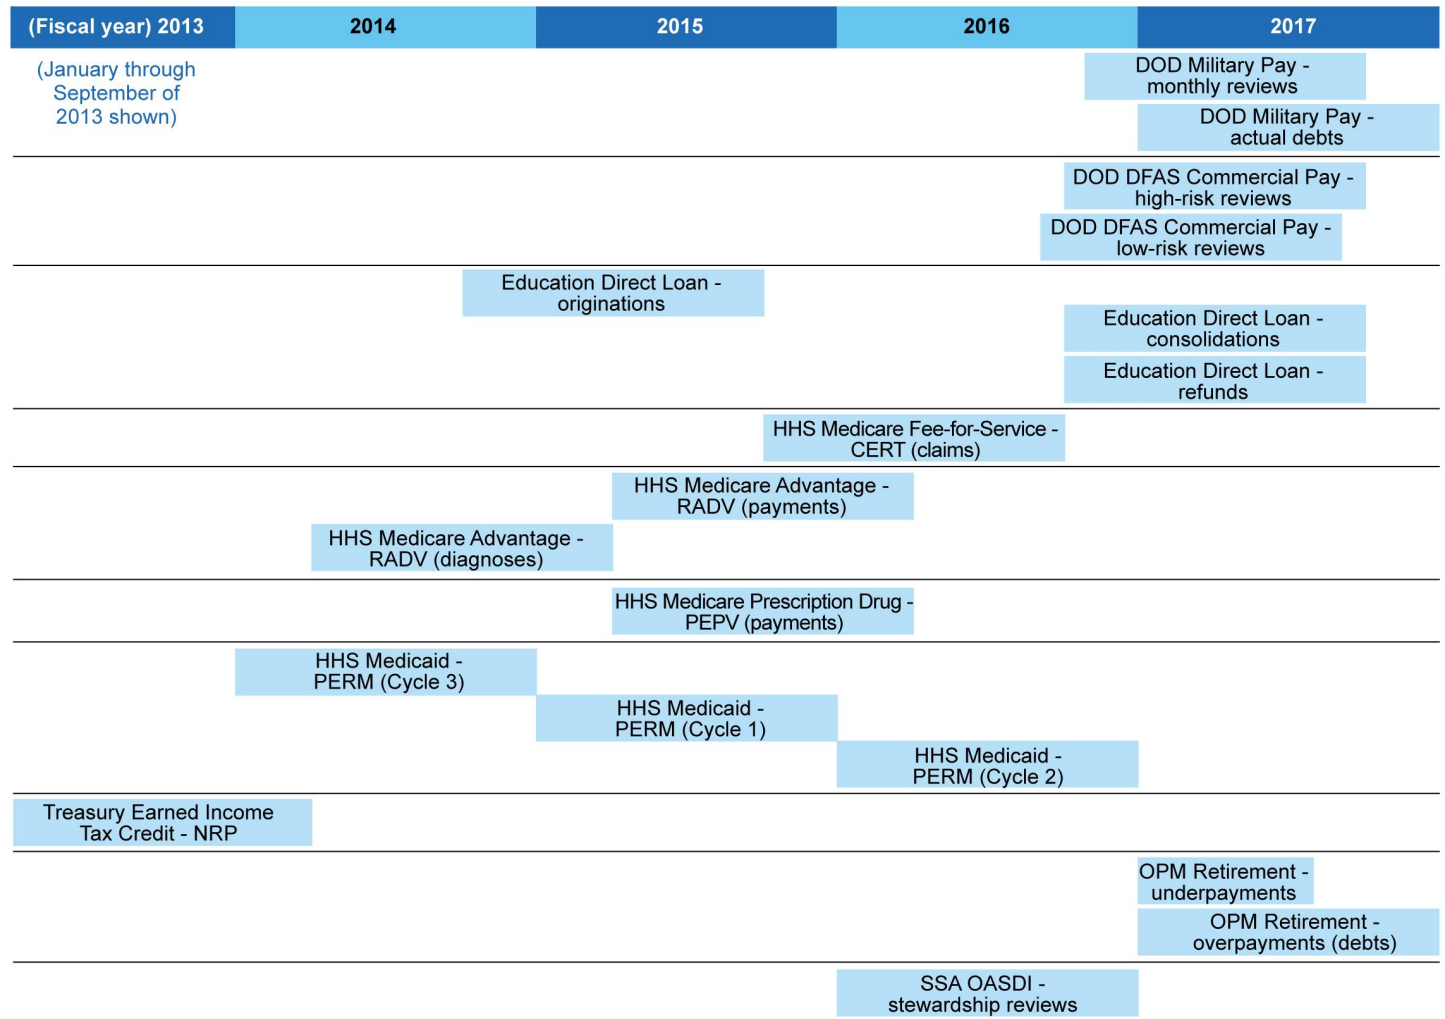 (Fiscal year) 2013
2014
2015
2016
2017
(January through
September of
2013 shown)
DOD Military Pay -
monthly reviews
DOD Military Pay -
actual debts
DOD DFAS Commercial Pay -
high-risk reviews
DOD DFAS Commercial Pay -
low-risk reviews
Education Direct Loan -
originations
Education Direct Loan -
consolidations
Education Direct Loan -
refunds
HHS Medicare Fee-for-Service -
CERT (claims)
HHS Medicare Advantage -
RADV (payments)
HHS Medicare Advantage -
RADV (diagnoses)
HHS Medicare Prescription Drug -
PEPV (payments)
HHS Medicaid -
PERM (Cycle 3)
HHS Medicaid -
PERM (Cycle 1)
HHS Medicaid -
PERM (Cycle 2)
Treasury Earned Income
Tax Credit - NRP
OPM Retirement -
underpayments
OPM Retirement -
overpayments (debts)
SSA OASDI -
stewardship reviews